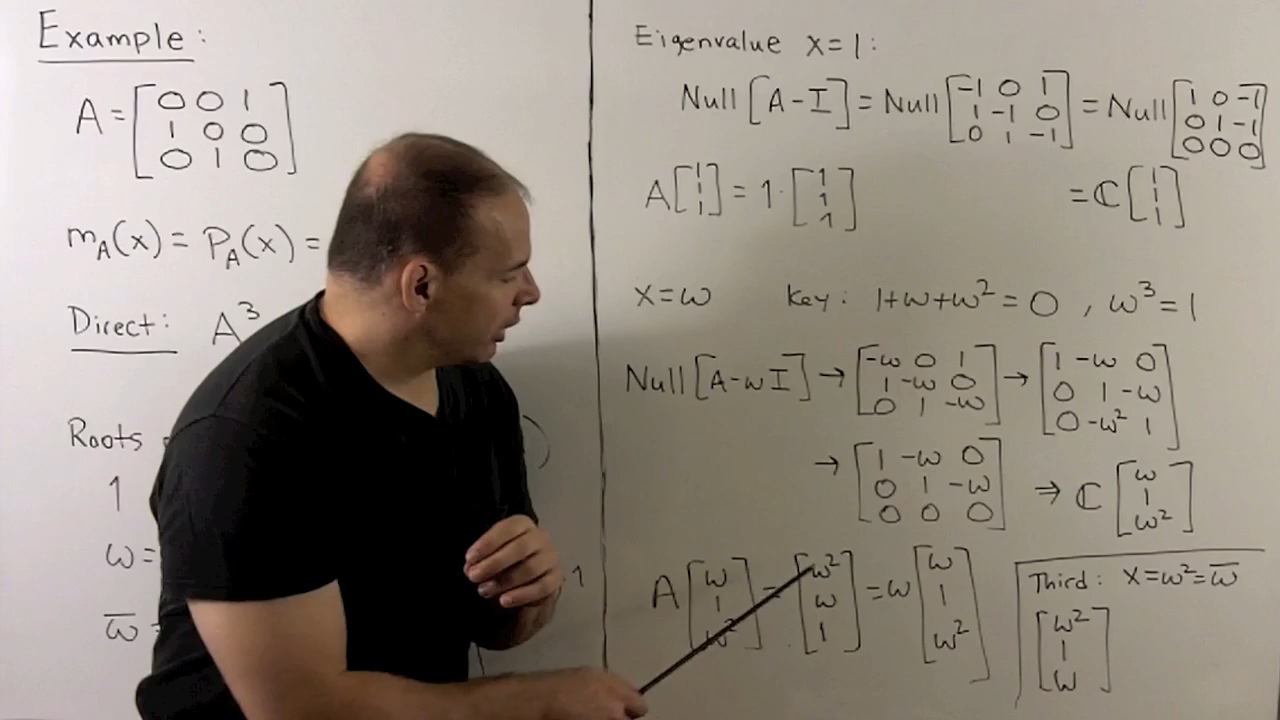 Example:
A = [0 0 1
1 0 0
0 1 0]
m_A(x) = P_A(x) =
Direct: A³
Roots
1
ω=
ω̅
-1
Eigenvalue x=1:
Null[A-I] = Null[-1 0 1
1 -1 0
0 1 -1] = Null[1 0 -1
0 1 -1
0 0 0]
A[1
1
1] = 1·[1
1
1] = ℂ[1
1
1]
x=ω Key: 1+ω+ω²=0, ω³=1
Null[A-ωI] → [-ω 0 1
1 -ω 0
0 1 -ω] → [1 -ω 0
0 1 -ω
0 -ω² 1]
→ [1 -ω 0
0 1 -ω
0 0 0] ⇒ ℂ[ω
1
ω²]
A[ω
1
ω²] = [ω²
ω
1] = ω[ω
1
ω²]
Third: x=ω²=ω̅
[ω²
1
ω]